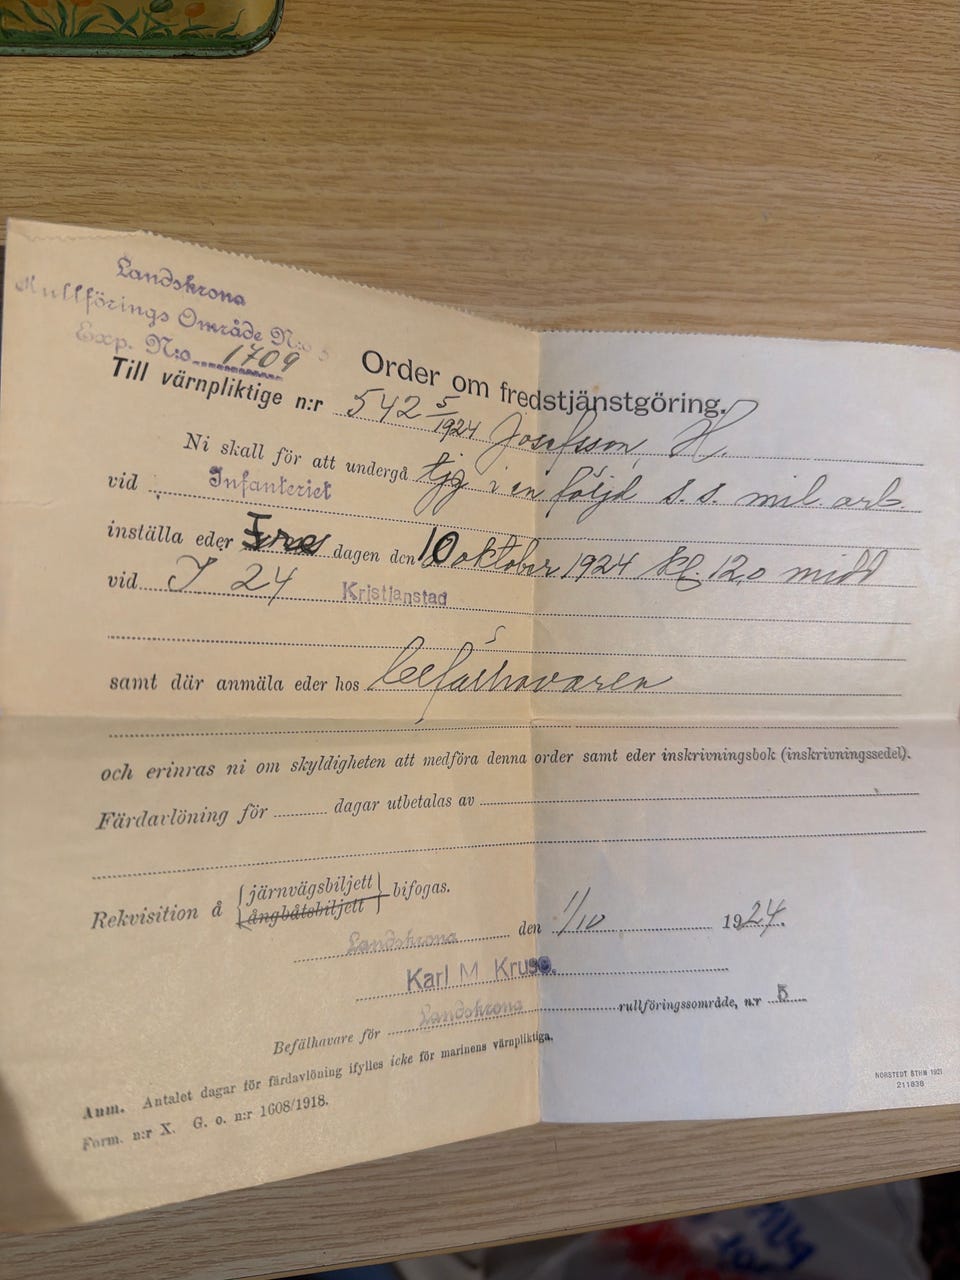 Landskrona
Rullförings Område N:o 5
Exp. N:o 1709
Order om fredstjänstgöring.
Till värnpliktige n:r 542 5/1924 Josefsson, H.
Ni skall för att undergå tjg i en följd s. s. mil. arb.
vid Infanteriet
inställa eder Fre dagen den 10 oktober 1924 kl 12,0 midd
vid I 24 Kristianstad
samt där anmäla eder hos Befälhavaren
och erinras ni om skyldigheten att medföra denna order samt eder inskrivningsbok (inskrivningssedel).
Färdavlöning för dagar utbetalas av
Rekvisition å { järnvägsbiljett } bifogas.
ångbåtsbiljett
Landskrona den 1/10 1924.
Karl M Kruse.
Befälhavare för Landskrona rullföringsområde, n:r 5
Anm. Antalet dagar för färdavlöning ifylles icke för marinens värnpliktiga.
Form. n:r X. G. o. n:r 1608/1918.
NORSTEDT STHM 1921
211838